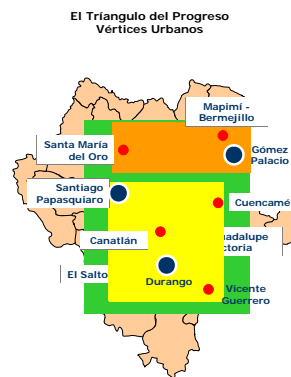 El Tríangulo del Progreso
Vértices Urbanos
Mapimí -
Bermejillo
Santa María
del Oro
Gómez
Palacio
Santiago
Papasquiaro
Cuencamé
Canatlán
El Salto
Durango
Vicente
Guerrero